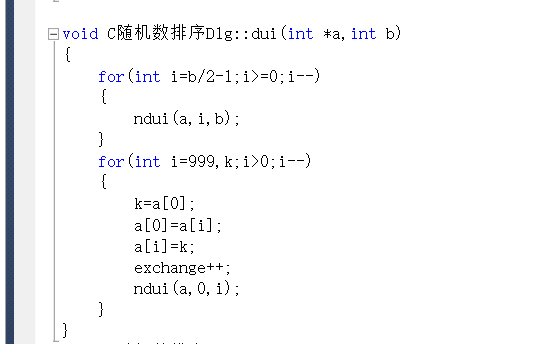 void C随机数排序Dlg::dui(int *a,int b)
{
for(int i=b/2-1;i>=0;i--)
{
ndui(a,i,b);
}
for(int i=999,k;i>0;i--)
{
k=a[0];
a[0]=a[i];
a[i]=k;
exchange++;
ndui(a,0,i);
}
}